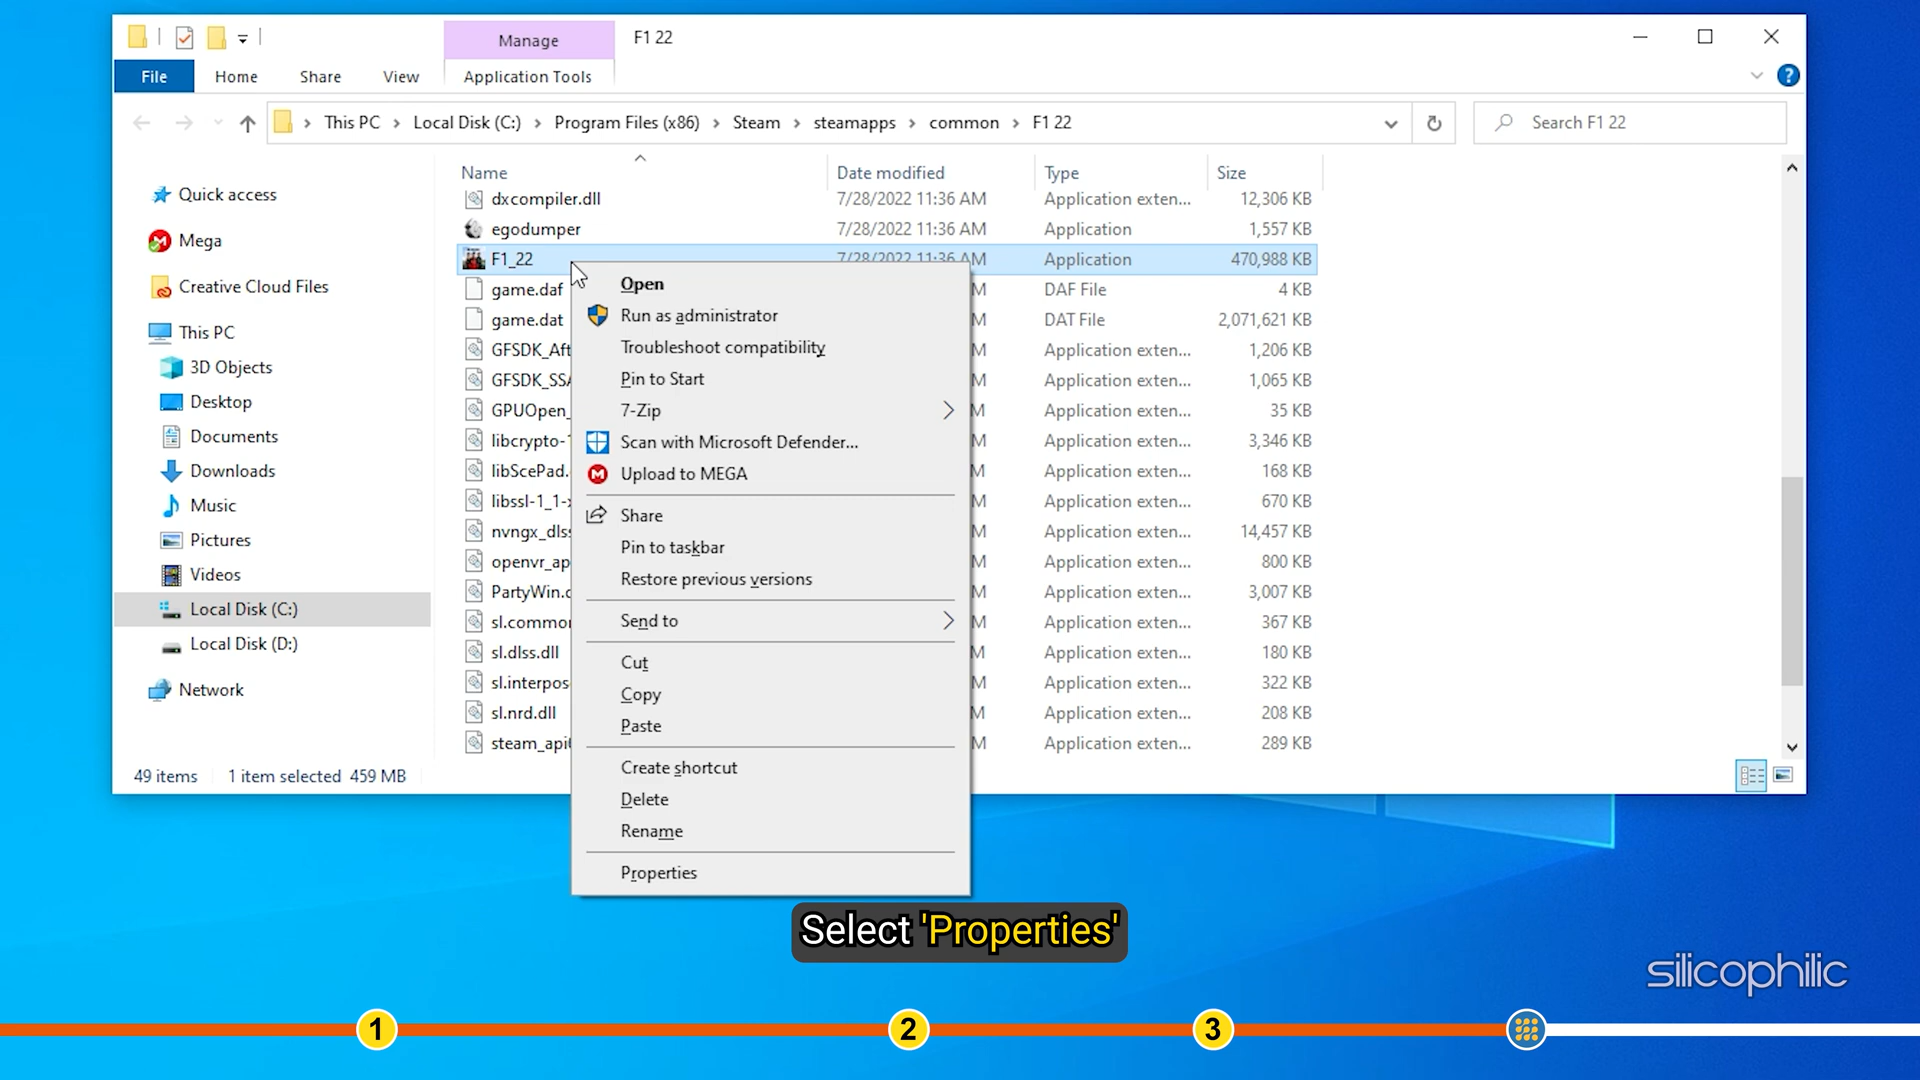 Manage F1 22
File Home Share View Application Tools
This PC Local Disk (C:) Program Files (x86) Steam steamapps common F1 22 Search F1 22
Name Date modified Type Size
Quick access
Mega
Creative Cloud Files
This PC
3D Objects
Desktop
Documents
Downloads
Music
Pictures
Videos
Local Disk (C:)
Local Disk (D:)
Network
dxcompiler.dll 7/28/2022 11:36 AM Application exten... 12,306 KB
egodumper 7/28/2022 11:36 AM Application 1,557 KB
F1_22 7/28/2022 11:36 AM Application 470,988 KB
game.daf M DAF File 4 KB
game.dat M DAT File 2,071,621 KB
GFSDK_Aft M Application exten... 1,206 KB
GFSDK_SSA M Application exten... 1,065 KB
GPUOpen_ M Application exten... 35 KB
libcrypto-1 M Application exten... 3,346 KB
libScePad. M Application exten... 168 KB
libssl-1_1-x M Application exten... 670 KB
nvngx_dlss M Application exten... 14,457 KB
openvr_ap M Application exten... 800 KB
PartyWin.d M Application exten... 3,007 KB
sl.common M Application exten... 367 KB
sl.dlss.dll M Application exten... 180 KB
sl.interpose M Application exten... 322 KB
sl.nrd.dll M Application exten... 208 KB
steam_api M Application exten... 289 KB
Open
Run as administrator
Troubleshoot compatibility
Pin to Start
7-Zip
Scan with Microsoft Defender...
Upload to MEGA
Share
Pin to taskbar
Restore previous versions
Send to
Cut
Copy
Paste
Create shortcut
Delete
Rename
Properties
49 items 1 item selected 459 MB
Select 'Properties'
silicophilic
1 2 3